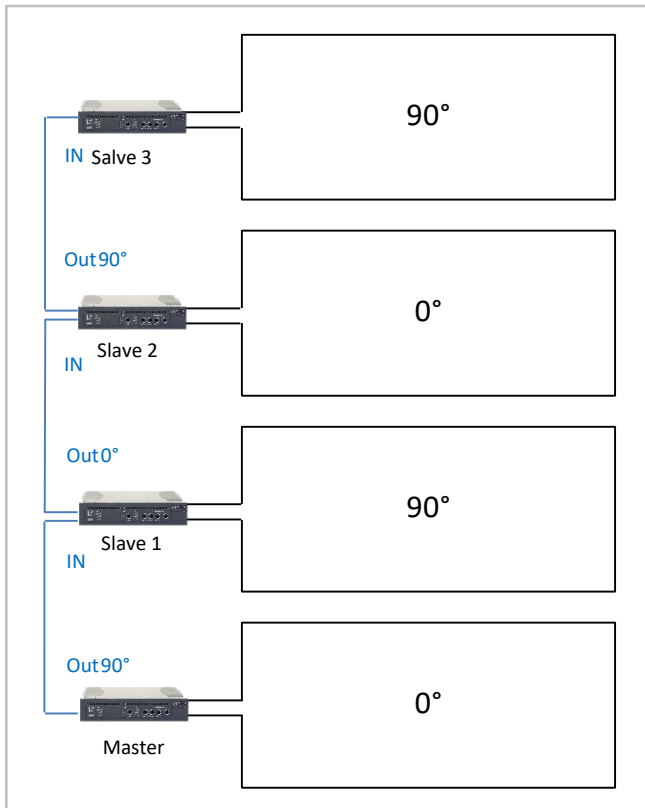 90°
IN Salve 3
Out 90°
0°
Slave 2
IN
Out 0°
90°
Slave 1
IN
Out 90°
0°
Master